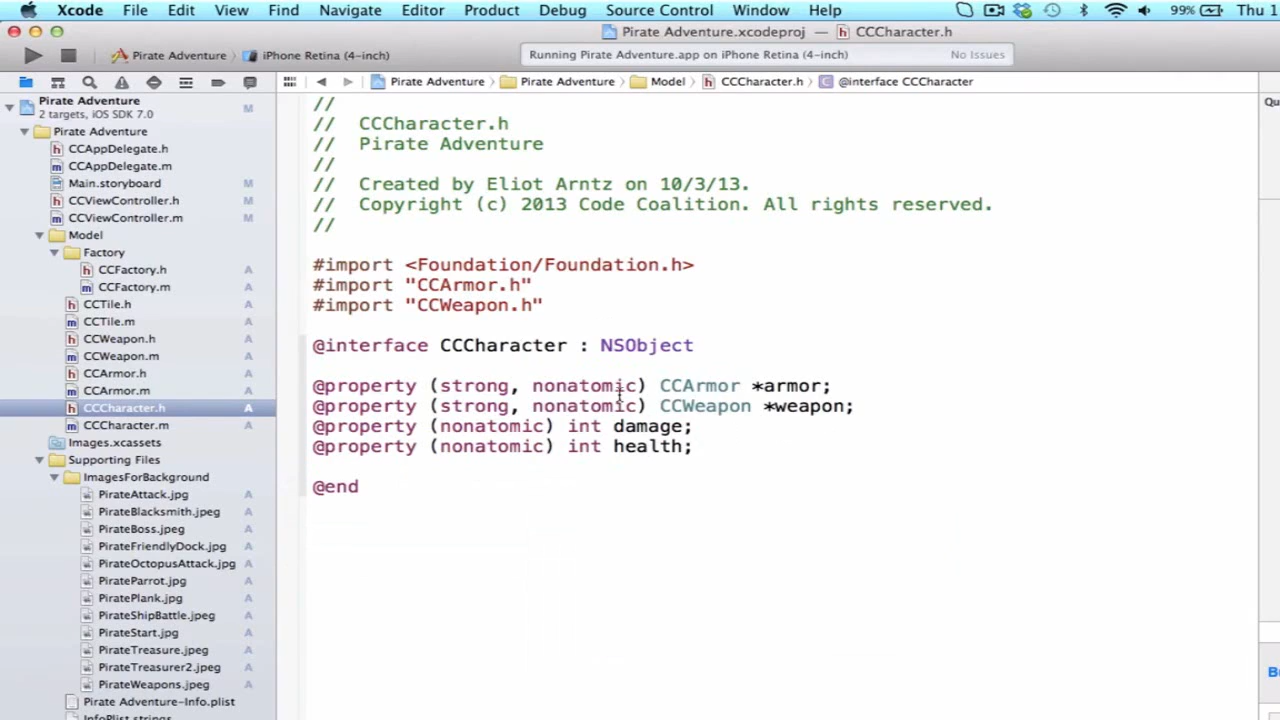 Xcode File Edit View Find Navigate Editor Product Debug Source Control Window Help 99% Thu 1
Pirate Adventure.xcodeproj — CCCharacter.h
Pirate Adventure iPhone Retina (4-inch) Running Pirate Adventure.app on iPhone Retina (4-inch) No Issues
Pirate Adventure Pirate Adventure Model CCCharacter.h @interface CCCharacter
Pirate Adventure M
2 targets, iOS SDK 7.0
Pirate Adventure
CCAppDelegate.h
CCAppDelegate.m
Main.storyboard M
CCViewController.h M
CCViewController.m M
Model
Factory
CCFactory.h A
CCFactory.m A
CCTile.h A
CCTile.m A
CCWeapon.h A
CCWeapon.m A
CCArmor.h A
CCArmor.m A
CCCharacter.h A
CCCharacter.m A
Images.xcassets
Supporting Files
ImagesForBackground
PirateAttack.jpg A
PirateBlacksmith.jpeg A
PirateBoss.jpeg A
PirateFriendlyDock.jpg A
PirateOctopusAttack.jpg A
PirateParrot.jpg A
PiratePlank.jpg A
PirateShipBattle.jpeg A
PirateStart.jpg A
PirateTreasure.jpeg A
PirateTreasurer2.jpeg A
PirateWeapons.jpeg A
Pirate Adventure-Info.plist
InfoPlist.strings
//
// CCCharacter.h
// Pirate Adventure
//
// Created by Eliot Arntz on 10/3/13.
// Copyright (c) 2013 Code Coalition. All rights reserved.
//
#import <Foundation/Foundation.h>
#import "CCArmor.h"
#import "CCWeapon.h"
@interface CCCharacter : NSObject
@property (strong, nonatomic) CCArmor *armor;
@property (strong, nonatomic) CCWeapon *weapon;
@property (nonatomic) int damage;
@property (nonatomic) int health;
@end
Qu